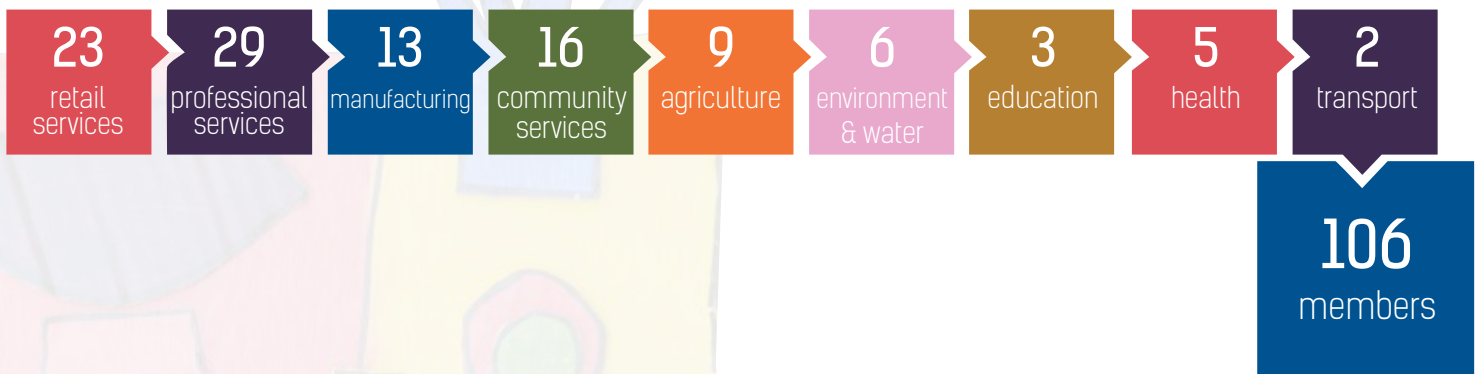 23
retail
services
29
professional
services
13
manufacturing
16
community
services
9
agriculture
6
environment
& water
3
education
5
health
2
transport
106
members